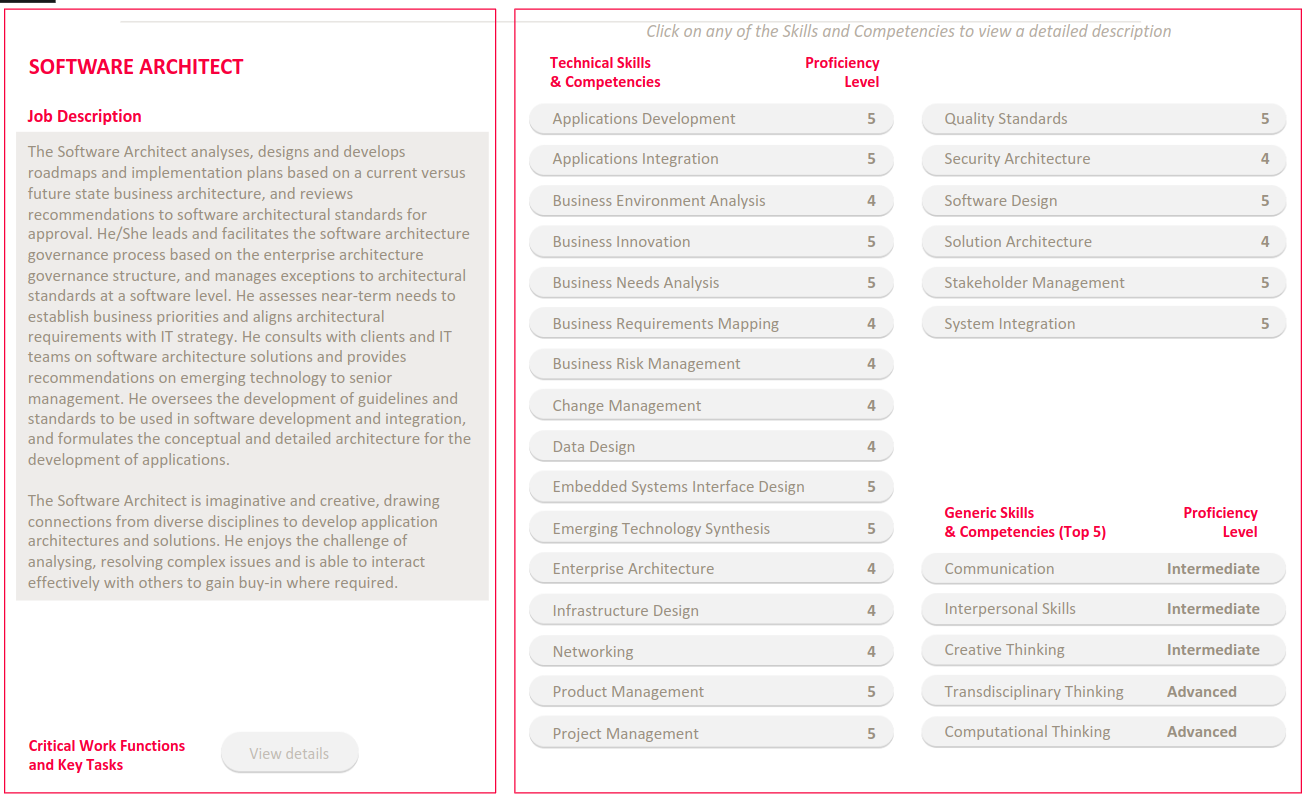 Click on any of the Skills and Competencies to view a detailed description
SOFTWARE ARCHITECT
Job Description
The Software Architect analyses, designs and develops
roadmaps and implementation plans based on a current versus
future state business architecture, and reviews
recommendations to software architectural standards for
approval. He/She leads and facilitates the software architecture
governance process based on the enterprise architecture
governance structure, and manages exceptions to architectural
standards at a software level. He assesses near-term needs to
establish business priorities and aligns architectural
requirements with IT strategy. He consults with clients and IT
teams on software architecture solutions and provides
recommendations on emerging technology to senior
management. He oversees the development of guidelines and
standards to be used in software development and integration,
and formulates the conceptual and detailed architecture for the
development of applications.
The Software Architect is imaginative and creative, drawing
connections from diverse disciplines to develop application
architectures and solutions. He enjoys the challenge of
analysing, resolving complex issues and is able to interact
effectively with others to gain buy-in where required.
Critical Work Functions
and Key Tasks
View details
Technical Skills
& Competencies
Proficiency
Level
Applications Development 5
Applications Integration 5
Business Environment Analysis 4
Business Innovation 5
Business Needs Analysis 5
Business Requirements Mapping 4
Business Risk Management 4
Change Management 4
Data Design 4
Embedded Systems Interface Design 5
Emerging Technology Synthesis 5
Enterprise Architecture 4
Infrastructure Design 4
Networking 4
Product Management 5
Project Management 5
Quality Standards 5
Security Architecture 4
Software Design 5
Solution Architecture 4
Stakeholder Management 5
System Integration 5
Generic Skills
& Competencies (Top 5)
Proficiency
Level
Communication Intermediate
Interpersonal Skills Intermediate
Creative Thinking Intermediate
Transdisciplinary Thinking Advanced
Computational Thinking Advanced